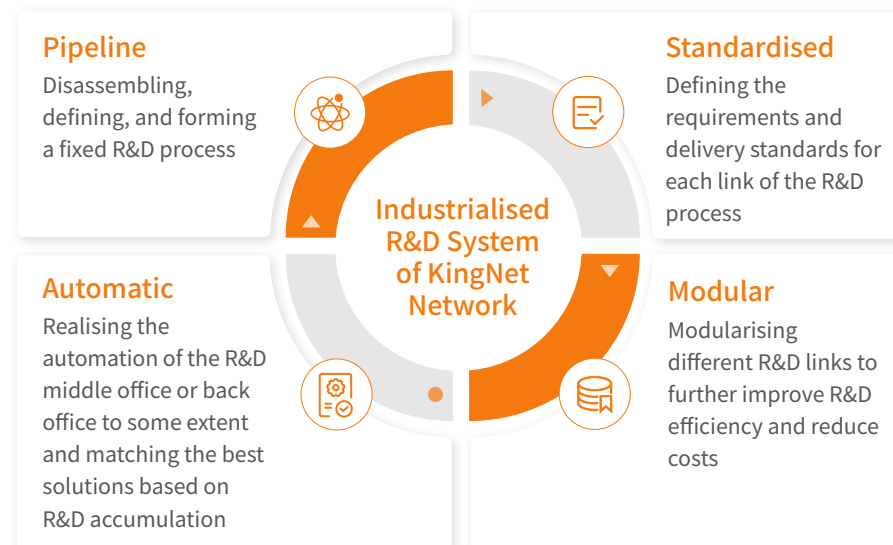 Pipeline
Disassembling,
defining, and forming
a fixed R&D process
Standardised
Defining the
requirements and
delivery standards for
each link of the R&D
process
Industrialised
R&D System
of KingNet
Network
Automatic
Realising the
automation of the R&D
middle office or back
office to some extent
and matching the best
solutions based on
R&D accumulation
Modular
Modularising
different R&D links to
further improve R&D
efficiency and reduce
costs